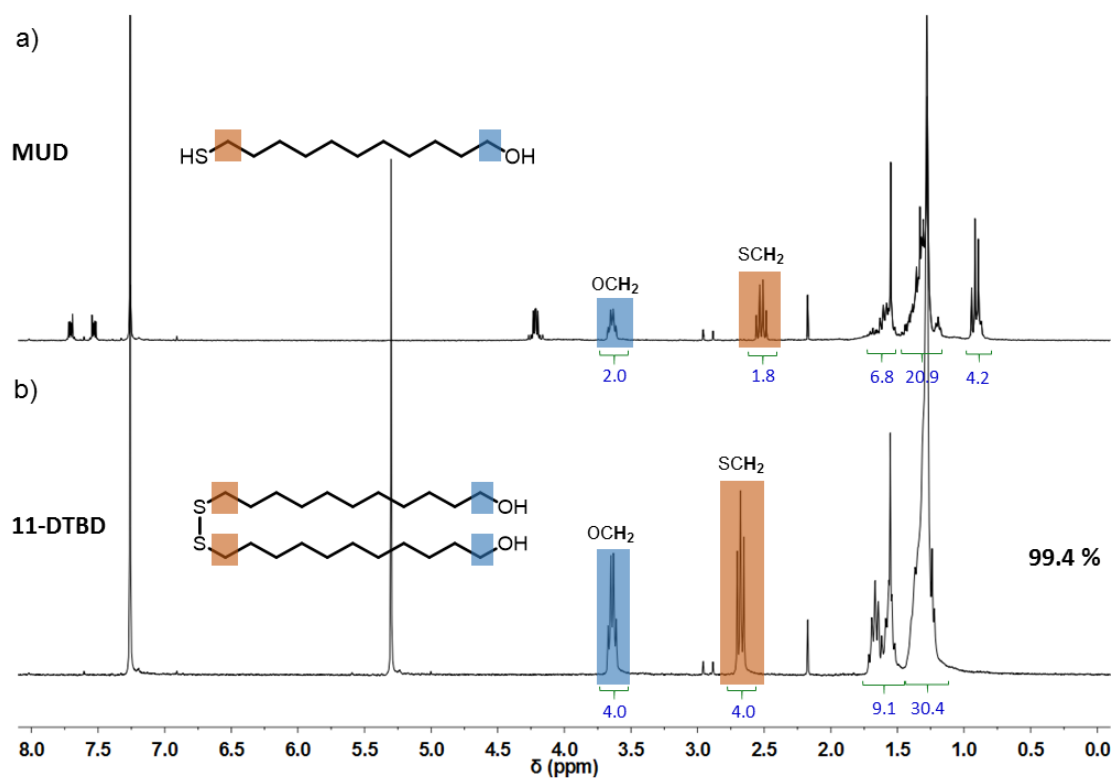 a)
MUD
HS
OH
OCH₂
SCH₂
2.0
1.8
6.8
20.9
4.2
b)
11-DTBD
S
S
OH
OH
OCH₂
SCH₂
99.4 %
4.0
4.0
9.1
30.4
8.0 7.5 7.0 6.5 6.0 5.5 5.0 4.5 4.0 3.5 3.0 2.5 2.0 1.5 1.0 0.5 0.0
δ (ppm)